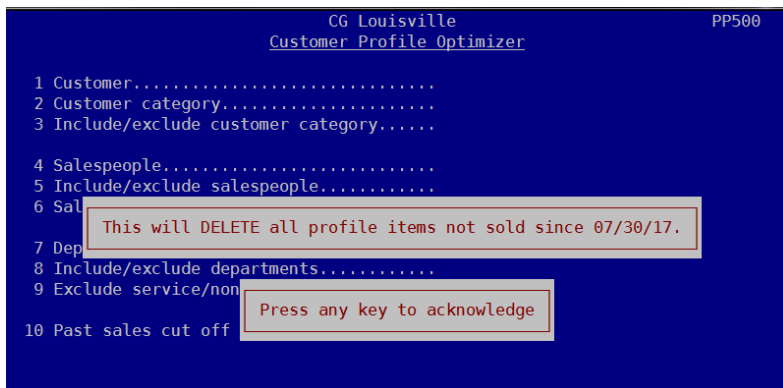 CG Louisville PP500
Customer Profile Optimizer
1 Customer...............................
2 Customer category......................
3 Include/exclude customer category......
4 Salespeople............................
5 Include/exclude salespeople............
6 Sal
This will DELETE all profile items not sold since 07/30/17.
7 Dep
8 Include/exclude departments............
9 Exclude service/non
Press any key to acknowledge
10 Past sales cut off